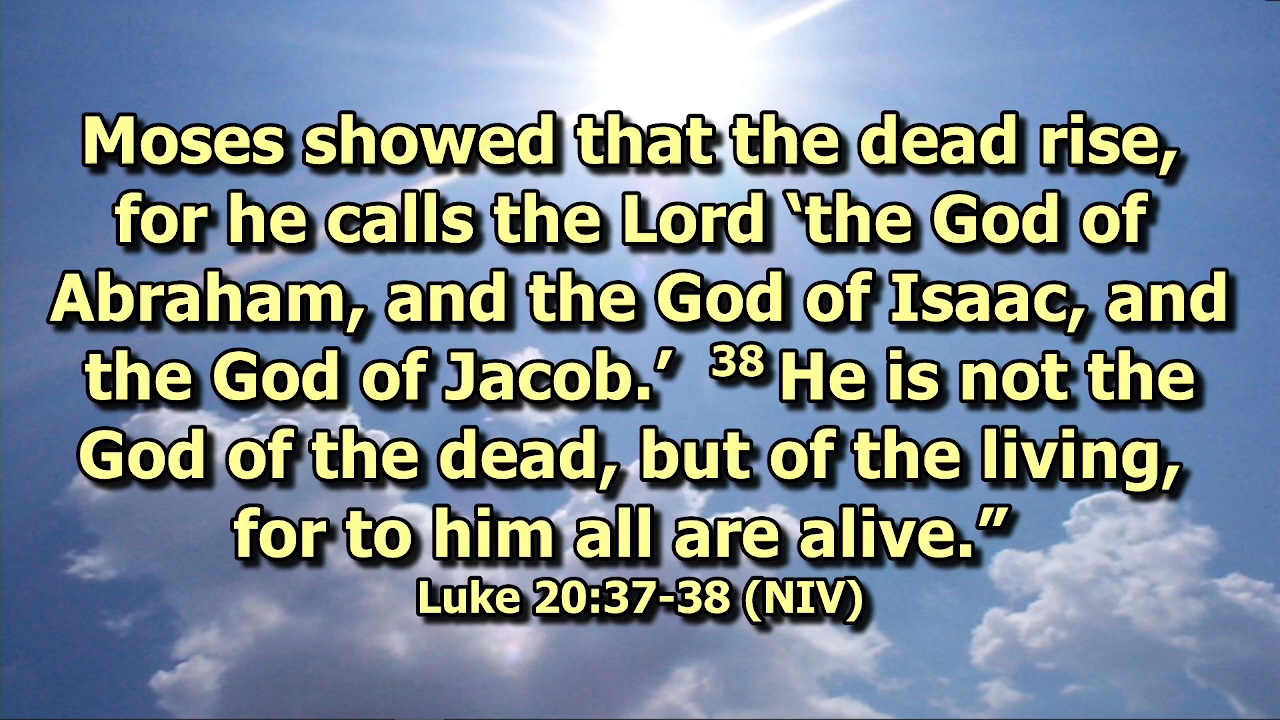 Moses showed that the dead rise,
for he calls the Lord ‘the God of
Abraham, and the God of Isaac, and
the God of Jacob.’ 38 He is not the
God of the dead, but of the living,
for to him all are alive.”
Luke 20:37-38 (NIV)